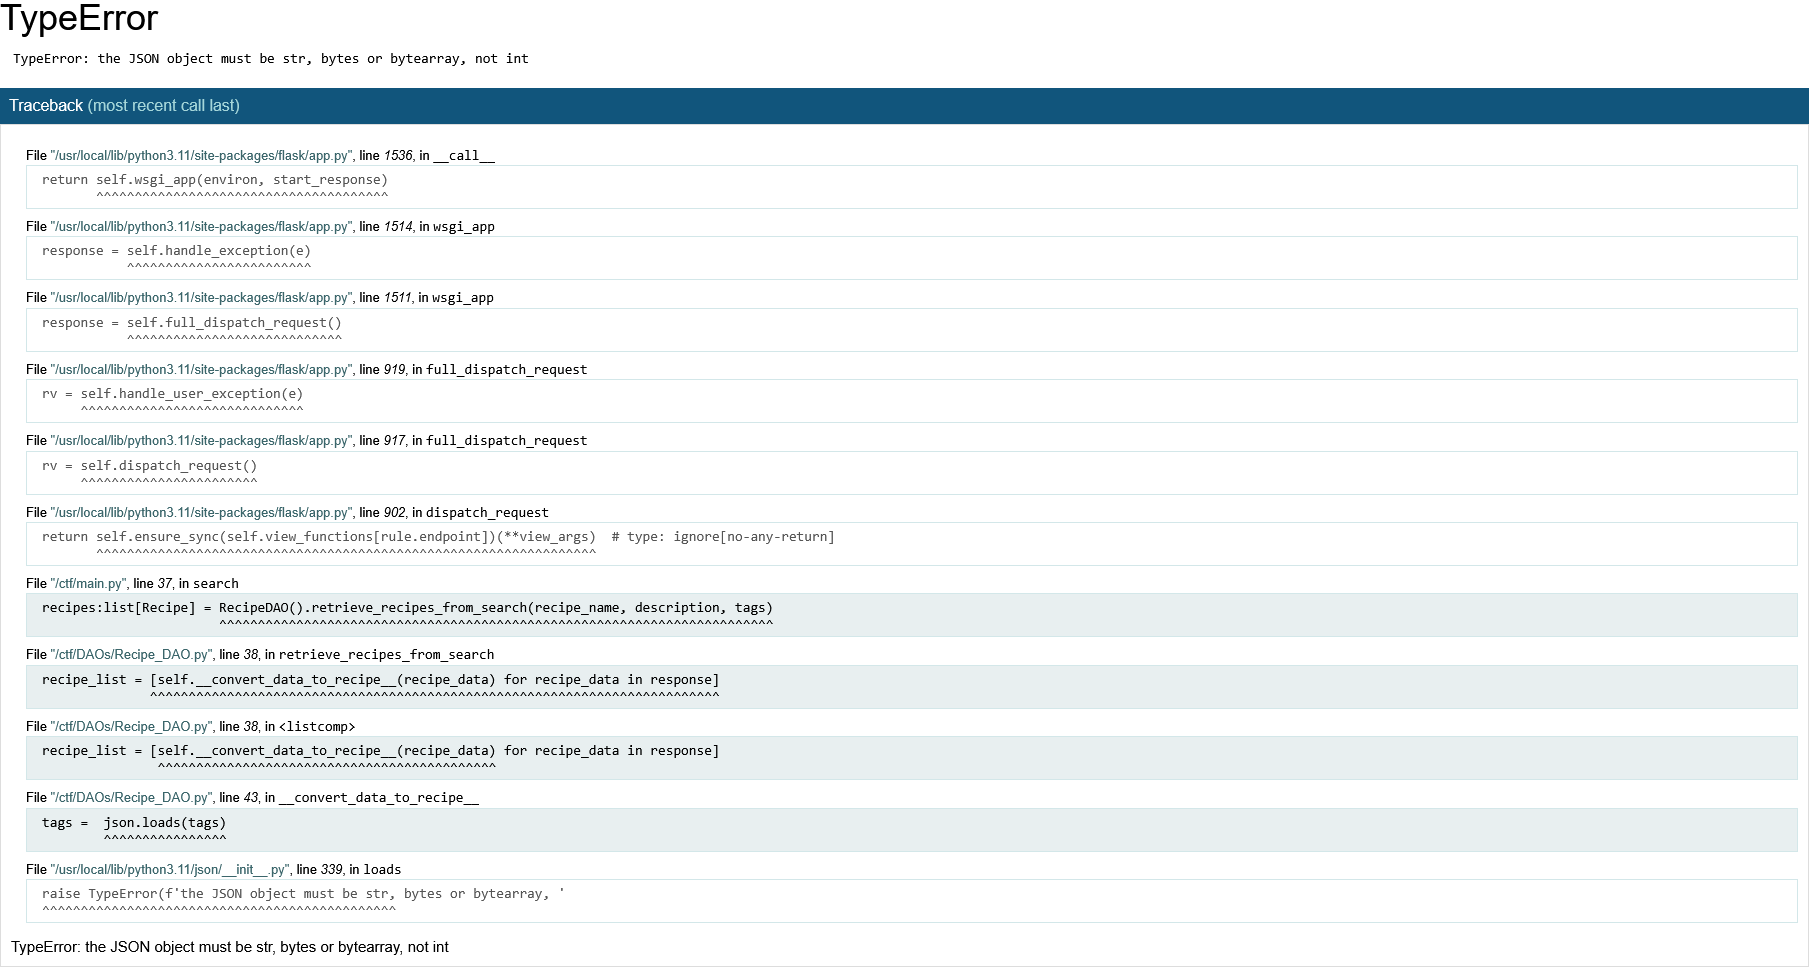 TypeError
TypeError: the JSON object must be str, bytes or bytearray, not int
Traceback (most recent call last)
File "/usr/local/lib/python3.11/site-packages/flask/app.py", line 1536, in __call__
return self.wsgi_app(environ, start_response)
^^^^^^^^^^^^^^^^^^^^^^^^^^^^^^^^^^^^^^
File "/usr/local/lib/python3.11/site-packages/flask/app.py", line 1514, in wsgi_app
response = self.handle_exception(e)
^^^^^^^^^^^^^^^^^^^^^^^^
File "/usr/local/lib/python3.11/site-packages/flask/app.py", line 1511, in wsgi_app
response = self.full_dispatch_request()
^^^^^^^^^^^^^^^^^^^^^^^^^^^^
File "/usr/local/lib/python3.11/site-packages/flask/app.py", line 919, in full_dispatch_request
rv = self.handle_user_exception(e)
^^^^^^^^^^^^^^^^^^^^^^^^^^^^^
File "/usr/local/lib/python3.11/site-packages/flask/app.py", line 917, in full_dispatch_request
rv = self.dispatch_request()
^^^^^^^^^^^^^^^^^^^^^^^
File "/usr/local/lib/python3.11/site-packages/flask/app.py", line 902, in dispatch_request
return self.ensure_sync(self.view_functions[rule.endpoint])(**view_args)  # type: ignore[no-any-return]
^^^^^^^^^^^^^^^^^^^^^^^^^^^^^^^^^^^^^^^^^^^^^^^^^^^^^^^^^^^^^^^^^
File "/ctf/main.py", line 37, in search
recipes:list[Recipe] = RecipeDAO().retrieve_recipes_from_search(recipe_name, description, tags)
^^^^^^^^^^^^^^^^^^^^^^^^^^^^^^^^^^^^^^^^^^^^^^^^^^^^^^^^^^^^^^^^^^^^^^^^
File "/ctf/DAOs/Recipe_DAO.py", line 38, in retrieve_recipes_from_search
recipe_list = [self.__convert_data_to_recipe__(recipe_data) for recipe_data in response]
^^^^^^^^^^^^^^^^^^^^^^^^^^^^^^^^^^^^^^^^^^^^^^^^^^^^^^^^^^^^^^^^^^^^^^^^^^
File "/ctf/DAOs/Recipe_DAO.py", line 38, in <listcomp>
recipe_list = [self.__convert_data_to_recipe__(recipe_data) for recipe_data in response]
^^^^^^^^^^^^^^^^^^^^^^^^^^^^^^^^^^^^^^^^^^^^
File "/ctf/DAOs/Recipe_DAO.py", line 43, in __convert_data_to_recipe__
tags =  json.loads(tags)
^^^^^^^^^^^^^^^^
File "/usr/local/lib/python3.11/json/__init__.py", line 339, in loads
raise TypeError(f'the JSON object must be str, bytes or bytearray, '
^^^^^^^^^^^^^^^^^^^^^^^^^^^^^^^^^^^^^^^^^^^^^^
TypeError: the JSON object must be str, bytes or bytearray, not int